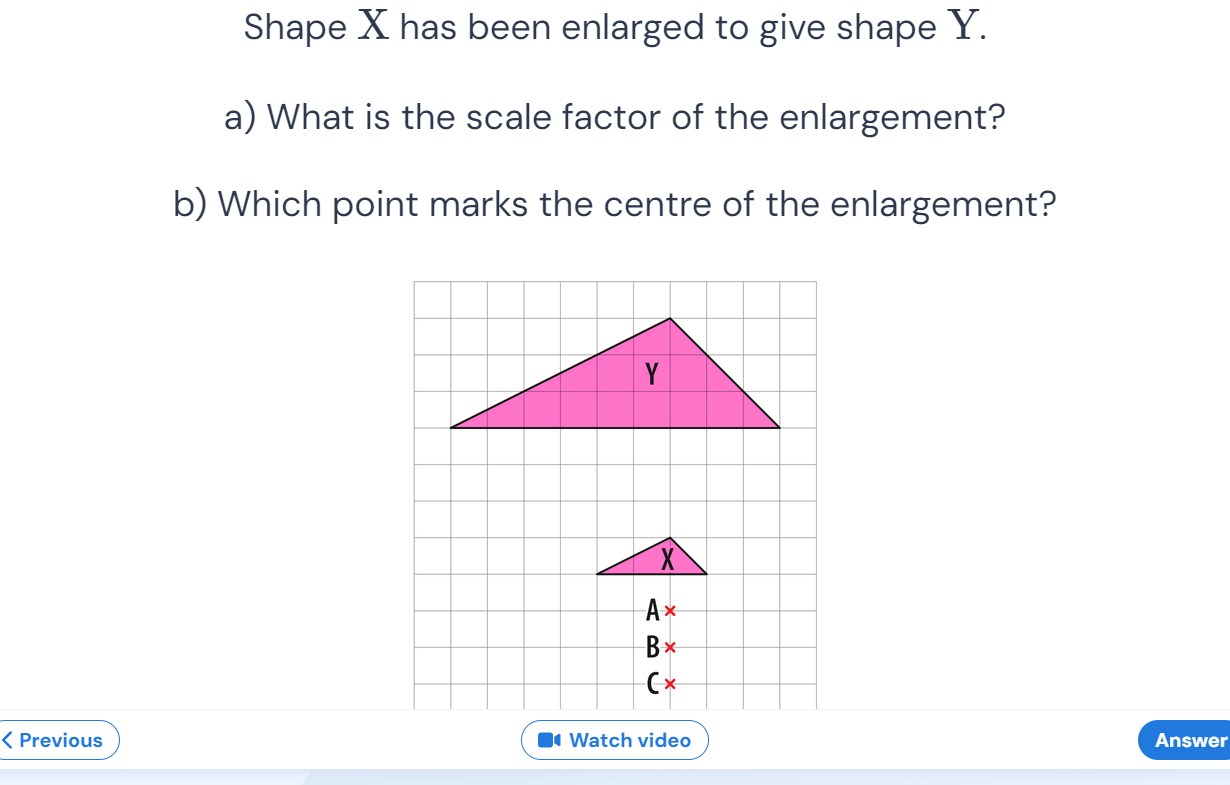 Shape X has been enlarged to give shape Y.
a) What is the scale factor of the enlargement?
b) Which point marks the centre of the enlargement?
Y
X
A
B
C
Previous
Watch video
Answer